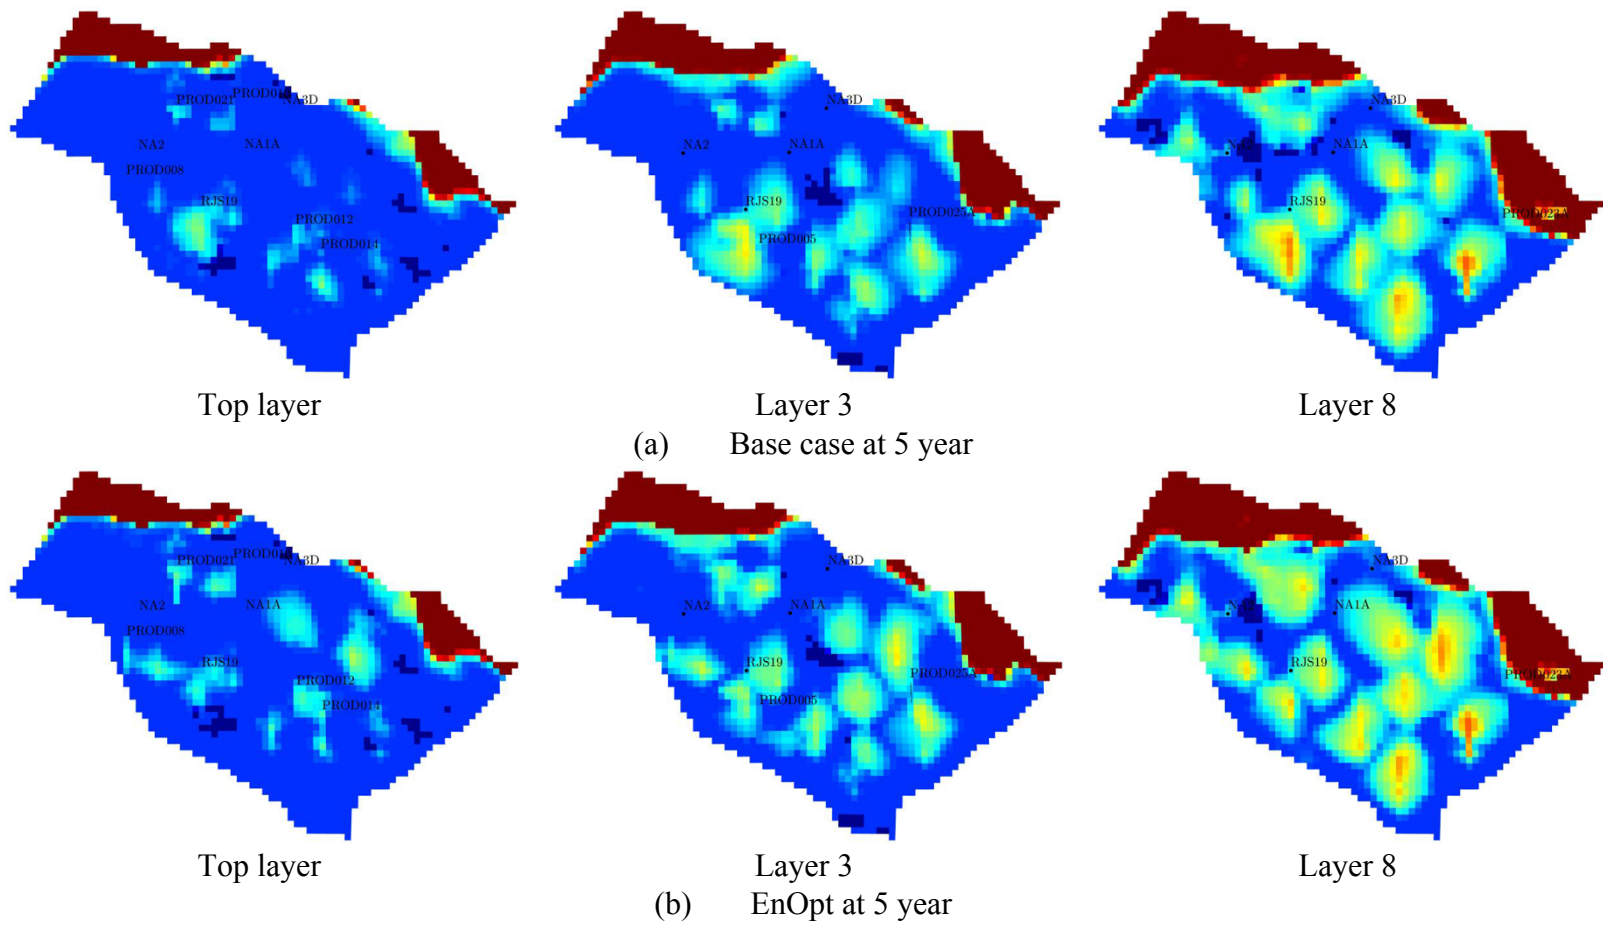 PROD021 NA3D
NA2 NA1A
PROD008
RJS19
PROD012
PROD014
NA3D
NA2 NA1A
RJS19
PROD025A
PROD005
NA3D
NA1A
RJS19
PROD023A
Top layer Layer 3 Layer 8
(a) Base case at 5 year
PROD021 NA3D
NA2 NA1A
PROD008
RJS19
PROD012
PROD014
NA3D
NA2 NA1A
RJS19
PROD025A
PROD005
NA3D
NA1A
RJS19
PROD023A
Top layer Layer 3 Layer 8
(b) EnOpt at 5 year